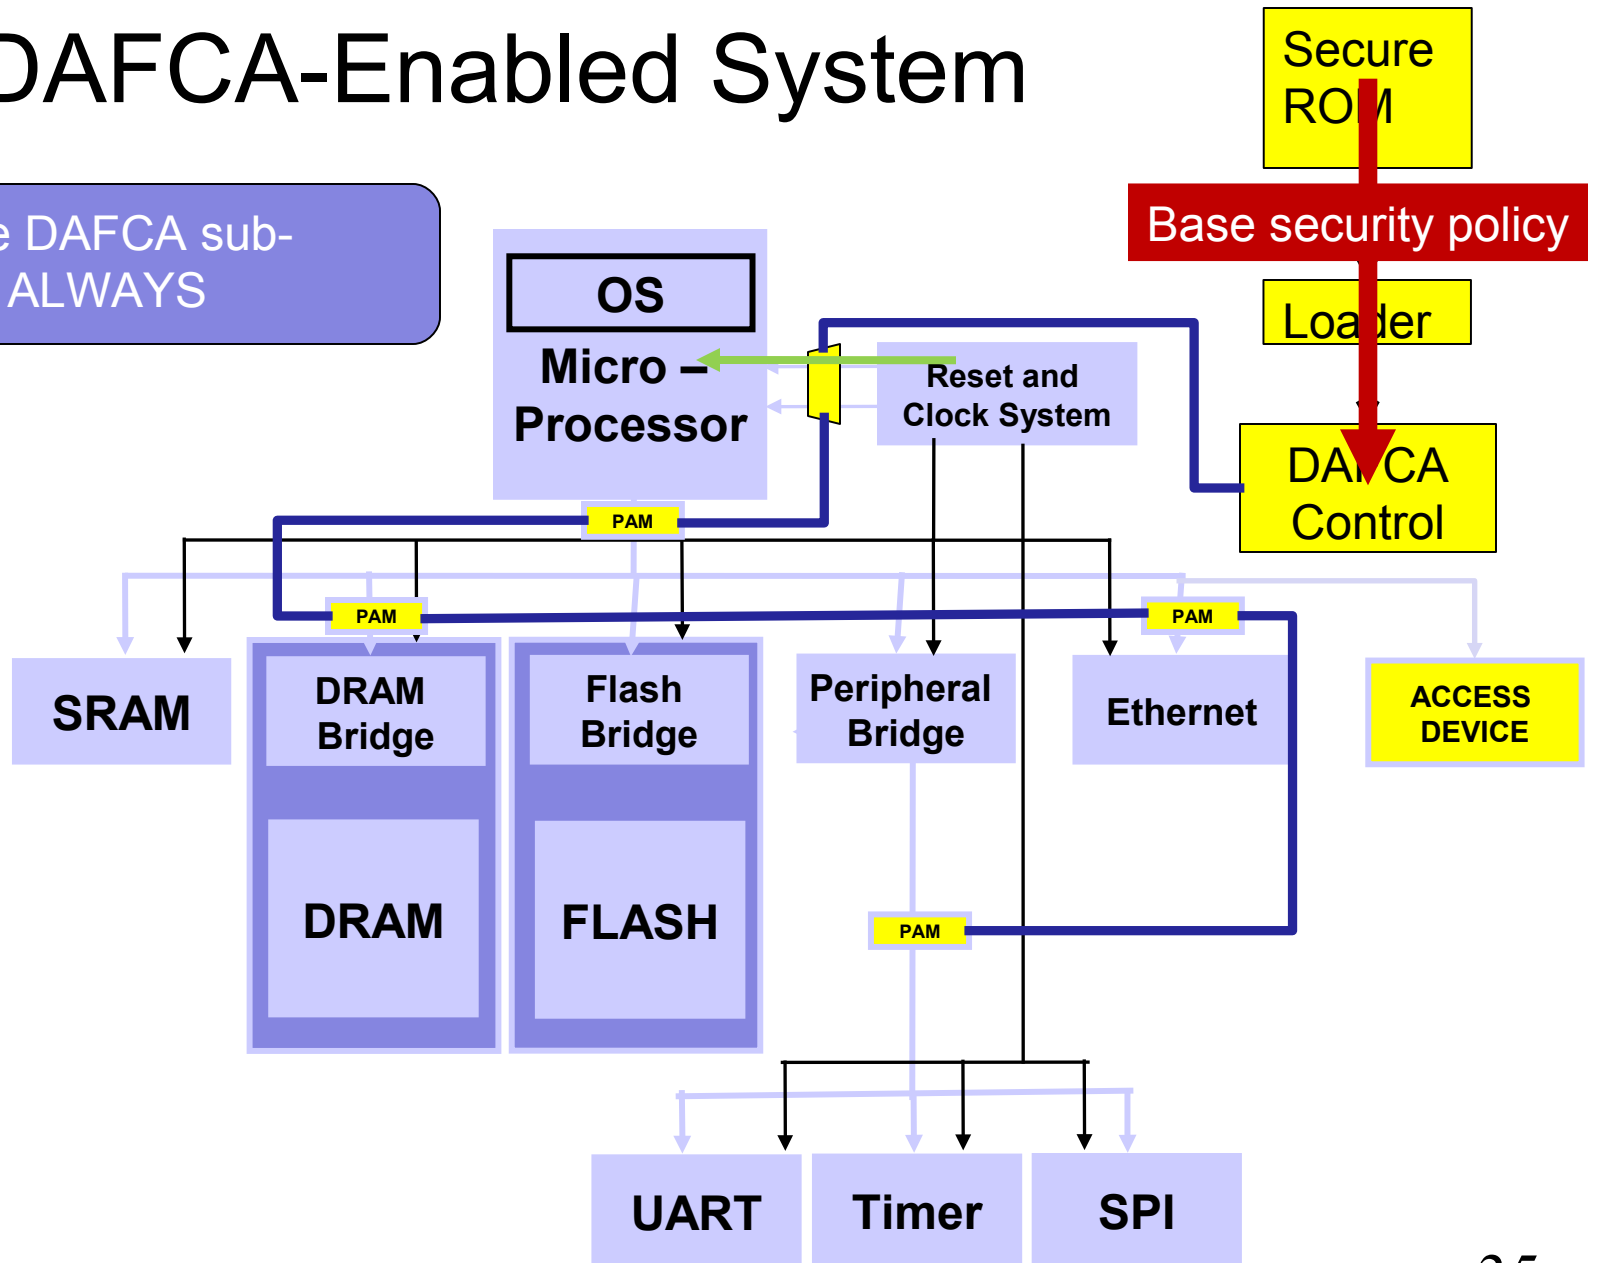 DAFCA-Enabled System
Secure
ROM
Base security policy
e DAFCA sub-
ALWAYS
OS
Micro –
Processor
Reset and
Clock System
Loader
DAFCA
Control
PAM
PAM
PAM
SRAM
DRAM
Bridge
Flash
Bridge
Peripheral
Bridge
Ethernet
ACCESS
DEVICE
DRAM
FLASH
PAM
UART
Timer
SPI